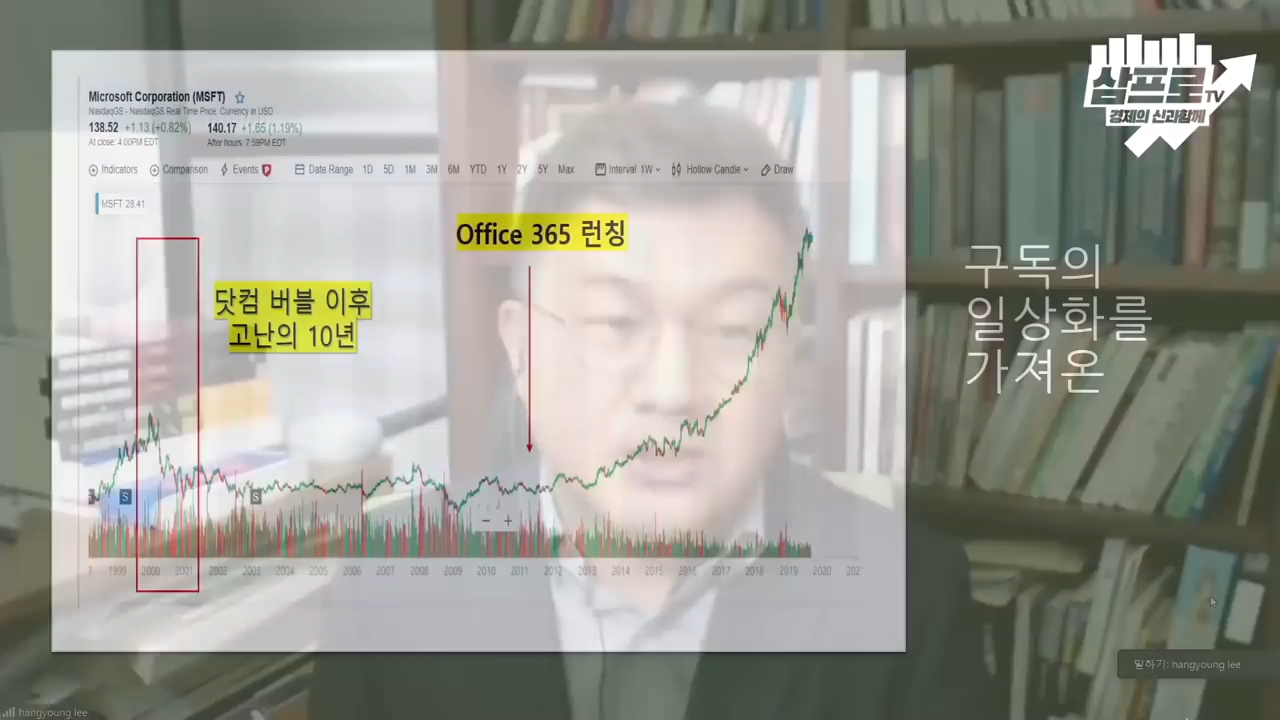 Microsoft Corporation (MSFT)
NasdaqGS - NasdaqGS Real Time Price. Currency in USD
138.52 +1.13 (+0.82%) 140.17 +1.65 (1.19%)
At close: 4:00PM EDT After hours: 7:59PM EDT
Indicators Comparison Events Date Range 1D 5D 1M 3M 6M YTD 1Y 2Y 5Y Max Interval 1W Hollow Candle Draw
MSFT 28.41
Office 365 런칭
닷컴 버블 이후
고난의 10년
S S
− +
1999 2000 2001 2002 2003 2004 2005 2006 2007 2008 2009 2010 2011 2012 2013 2014 2015 2016 2017 2018 2019 2020 202
삼프로TV
경제의 신과함께
구독의
일상화를
가져온
말하기: hangyoung lee
hangyoung lee